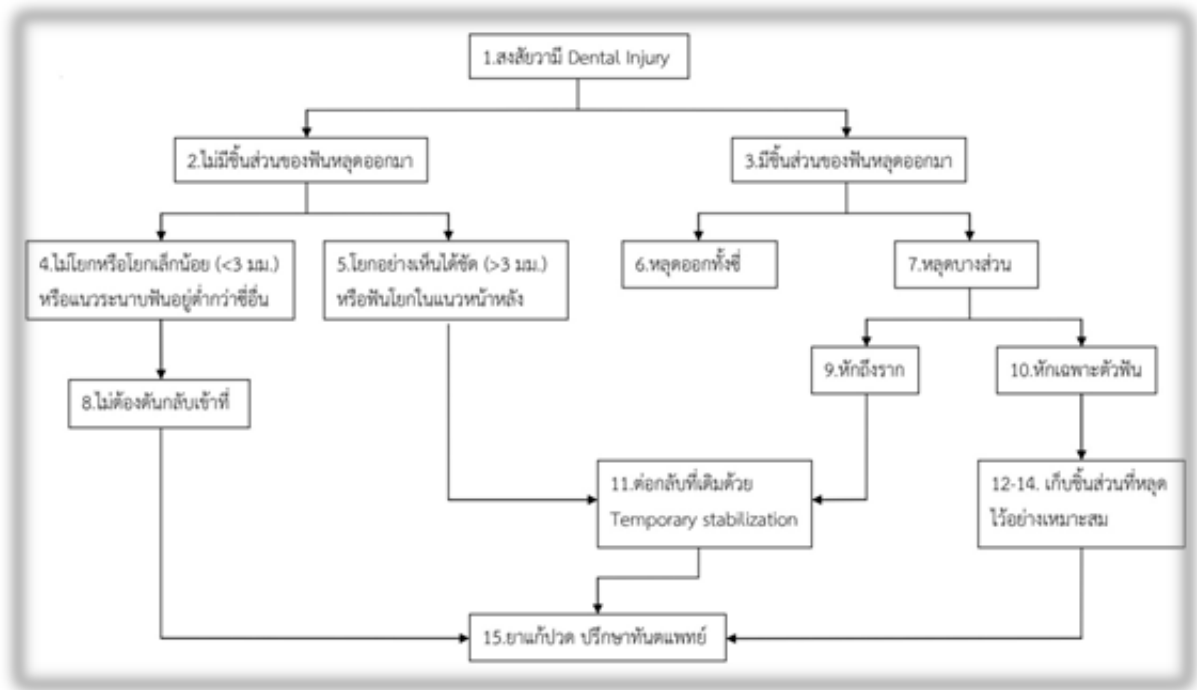 1.สงสัยวามี Dental Injury
2.ไม่มีชิ้นส่วนของฟันหลุดออกมา
3.มีชิ้นส่วนของฟันหลุดออกมา
4.ไม่โยกหรือโยกเล็กน้อย (<3 มม.)
หรือแนวระนาบฟันอยู่ต่ำกว่าซี่อื่น
5.โยกอย่างเห็นได้ชัด (>3 มม.)
หรือฟันโยกในแนวหน้าหลัง
6.หลุดออกทั้งซี่
7.หลุดบางส่วน
8.ไม่ต้องดันกลับเข้าที่
9.หักถึงราก
10.หักเฉพาะตัวฟัน
11.ต่อกลับที่เดิมด้วย
Temporary stabilization
12-14. เก็บชิ้นส่วนที่หลุด
ไว้อย่างเหมาะสม
15.ยาแก้ปวด ปรึกษาทันตแพทย์